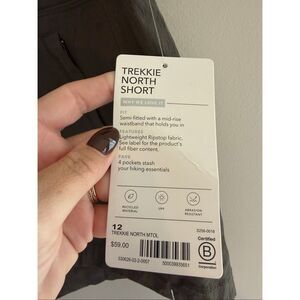 TREKKIE
NORTH
SHORT
WHY WE LOVE IT
FIT
Semi fitted with a mid-rise
waistband that holds you in
FEATURES
Lightweight Ripstop fabric.
See label for the product's
full fiber content.
4 pockets stash
your hiking essentials
RECYCLED
MATERIAL
UPF
ABRASION
RESISTANT
12
TREKKIE NORTH MTOL
$59.00
Certified
B
Corporation